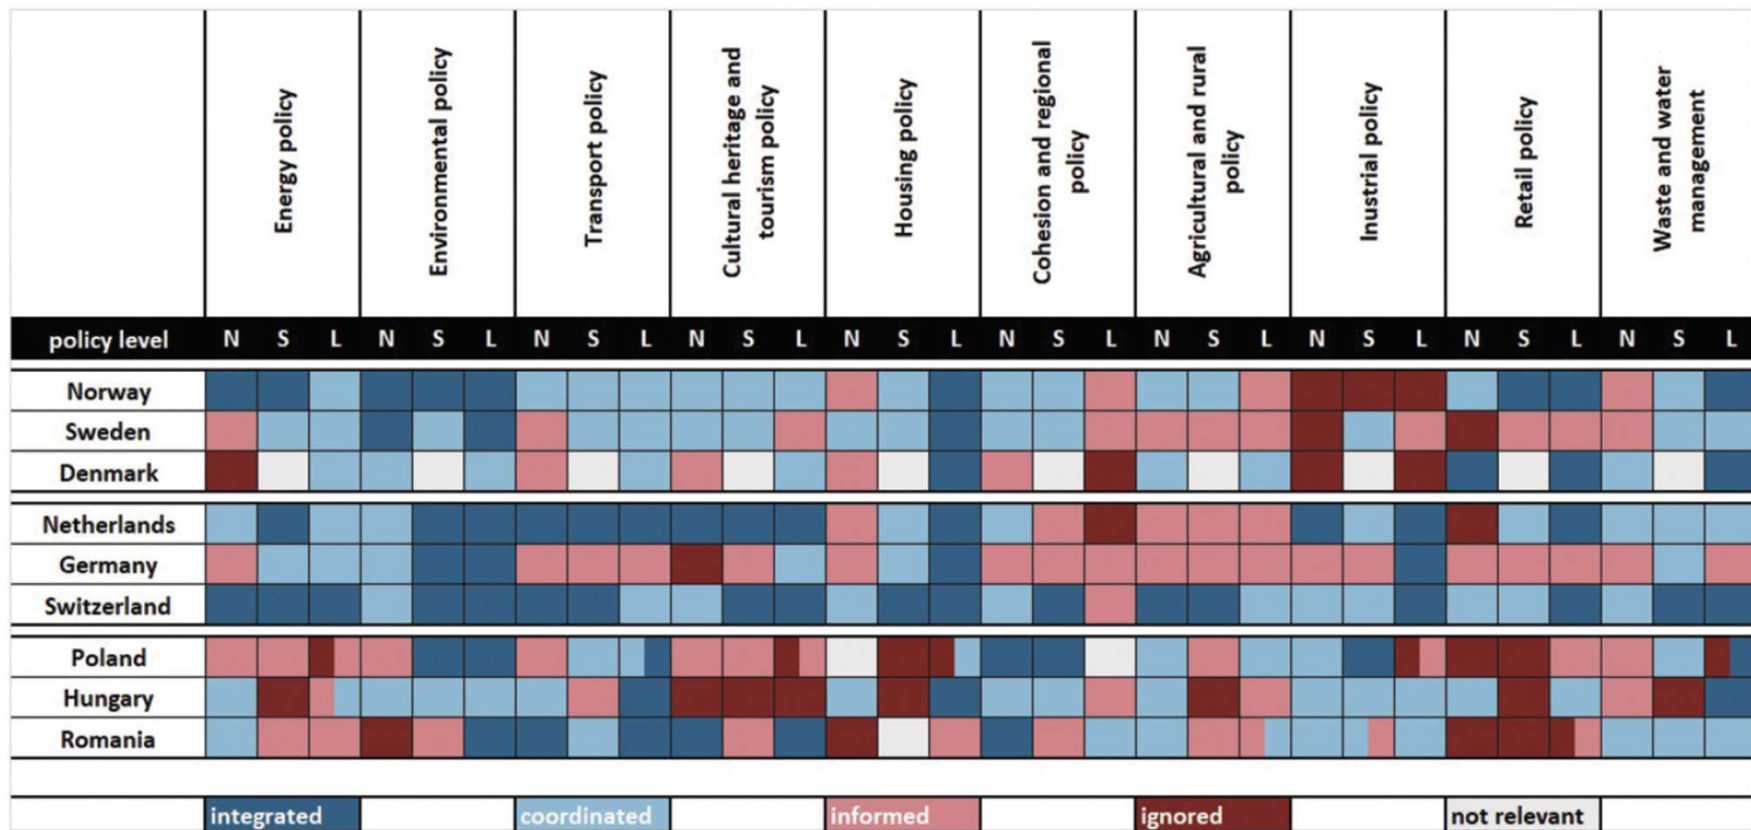 Energy policy
Environmental policy
Transport policy
Cultural heritage and
tourism policy
Housing policy
Cohesion and regional
policy
Agricultural and rural
policy
Inustrial policy
Retail policy
Waste and water
management
policy level N S L N S L N S L N S L N S L N S L N S L N S L N S L N S L
Norway
Sweden
Denmark
Netherlands
Germany
Switzerland
Poland
Hungary
Romania
integrated coordinated informed ignored not relevant